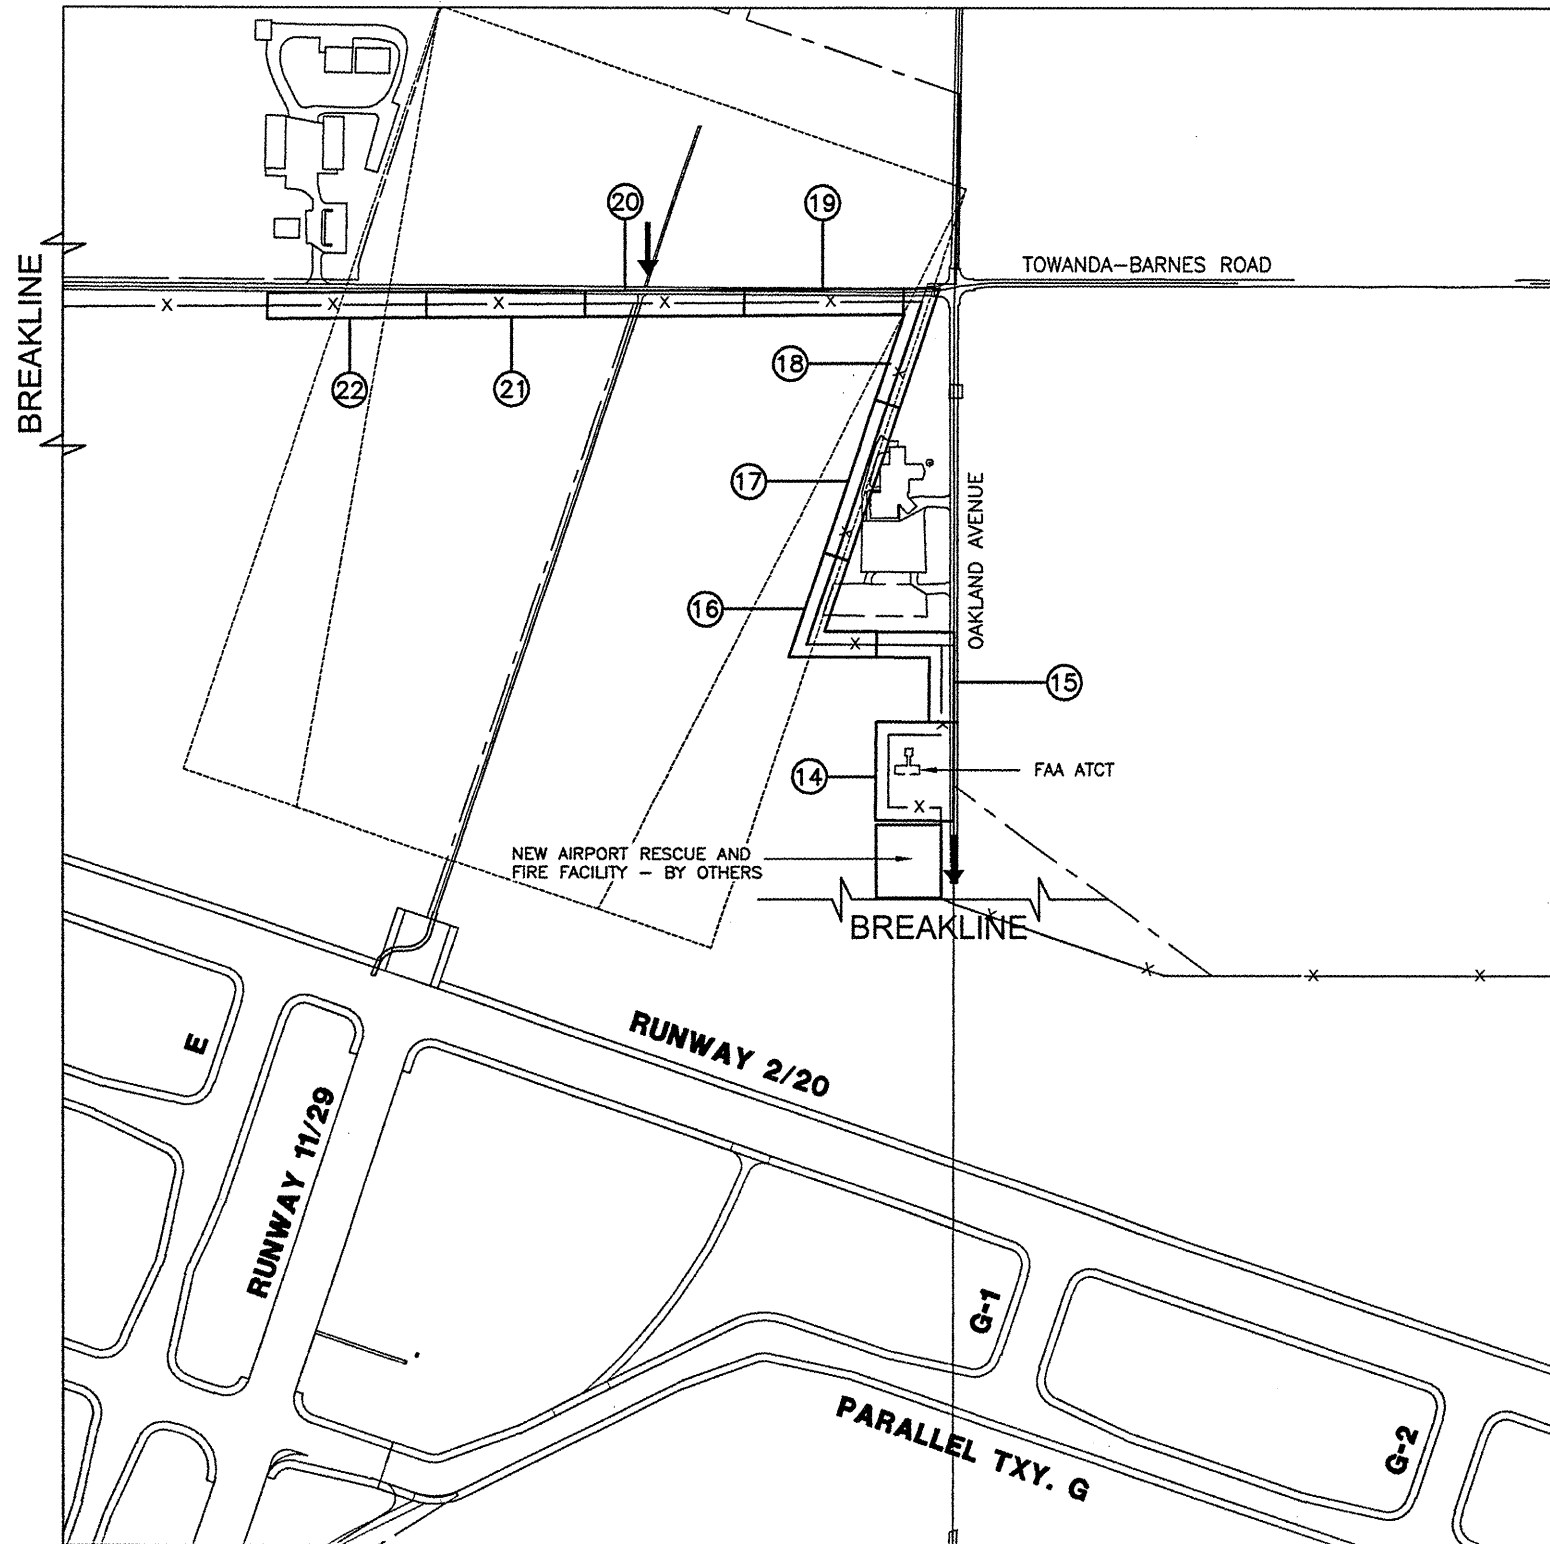 20
19
TOWANDA-BARNES ROAD
BREAKLINE
18
22
21
17
OAKLAND AVENUE
16
15
14
FAA ATCT
NEW AIRPORT RESCUE AND
FIRE FACILITY - BY OTHERS
BREAKLINE
RUNWAY 2/20
E
RUNWAY 11/29
G-1
PARALLEL TXY. G
G-2